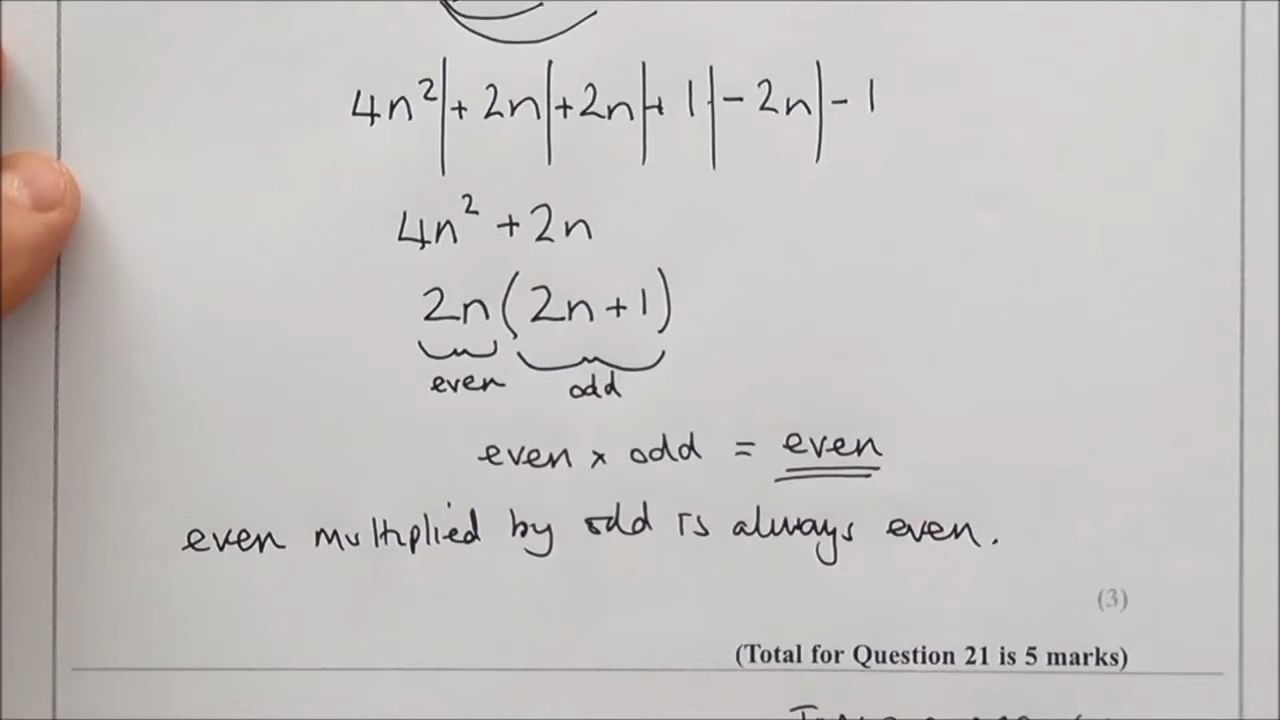 4n² + 2n + 2n + 1 - 2n - 1
4n² + 2n
2n(2n+1)
even odd
even × odd = even
even multiplied by odd is always even.
(3)
(Total for Question 21 is 5 marks)